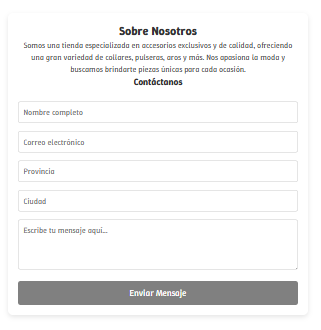 Sobre Nosotros
Somos una tienda especializada en accesorios exclusivos y de calidad, ofreciendo
una gran variedad de collares, pulseras, aros y más. Nos apasiona la moda y
buscamos brindarte piezas únicas para cada ocasión.
Contáctanos
Nombre completo
Correo electrónico
Provincia
Ciudad
Escribe tu mensaje aquí...
Enviar Mensaje